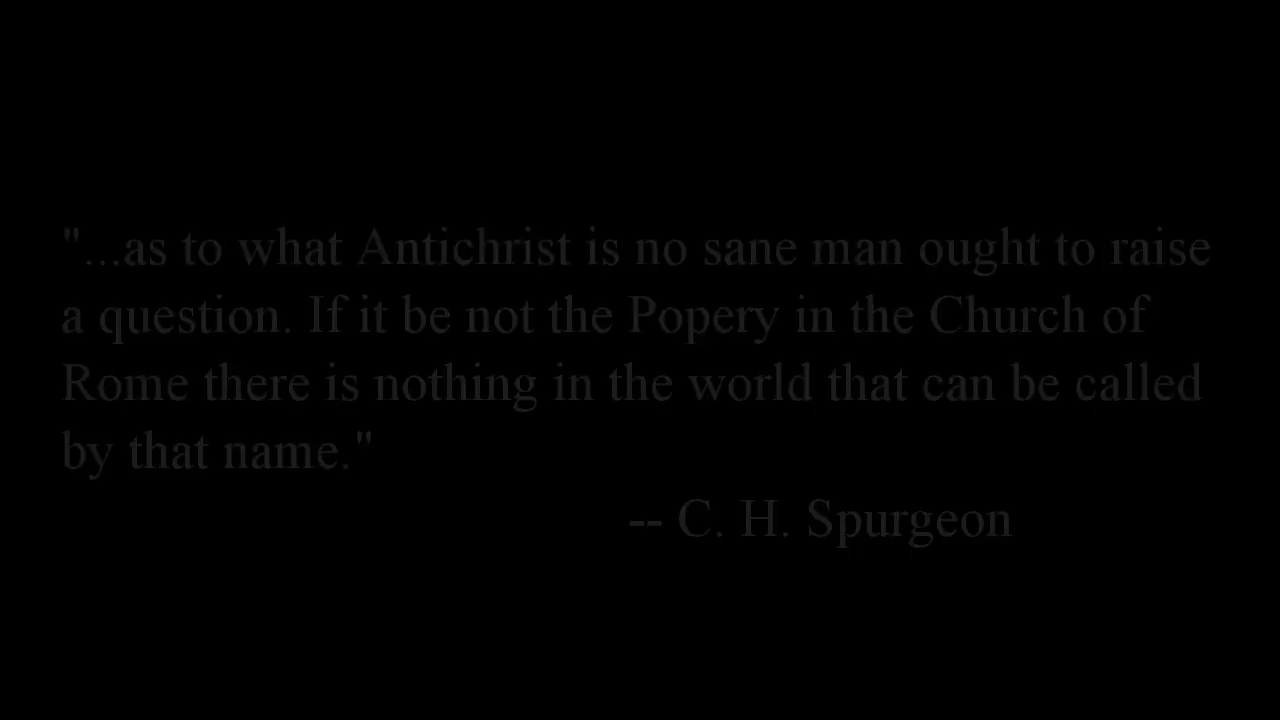 "...as to what Antichrist is no sane man ought to raise
a question. If it be not the Popery in the Church of
Rome there is nothing in the world that can be called
by that name."
-- C. H. Spurgeon